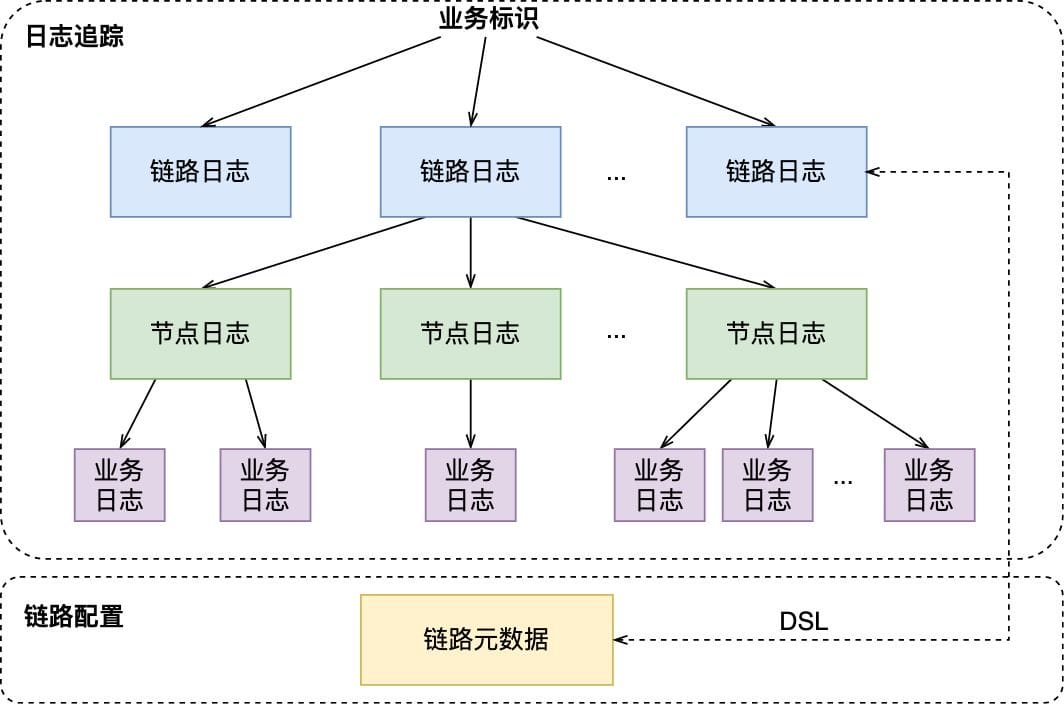 业务标识
日志追踪
链路日志
链路日志
...
链路日志
节点日志
节点日志
...
节点日志
业务
日志
业务
日志
业务
日志
业务
日志
业务
日志
...
业务
日志
链路配置
链路元数据
DSL